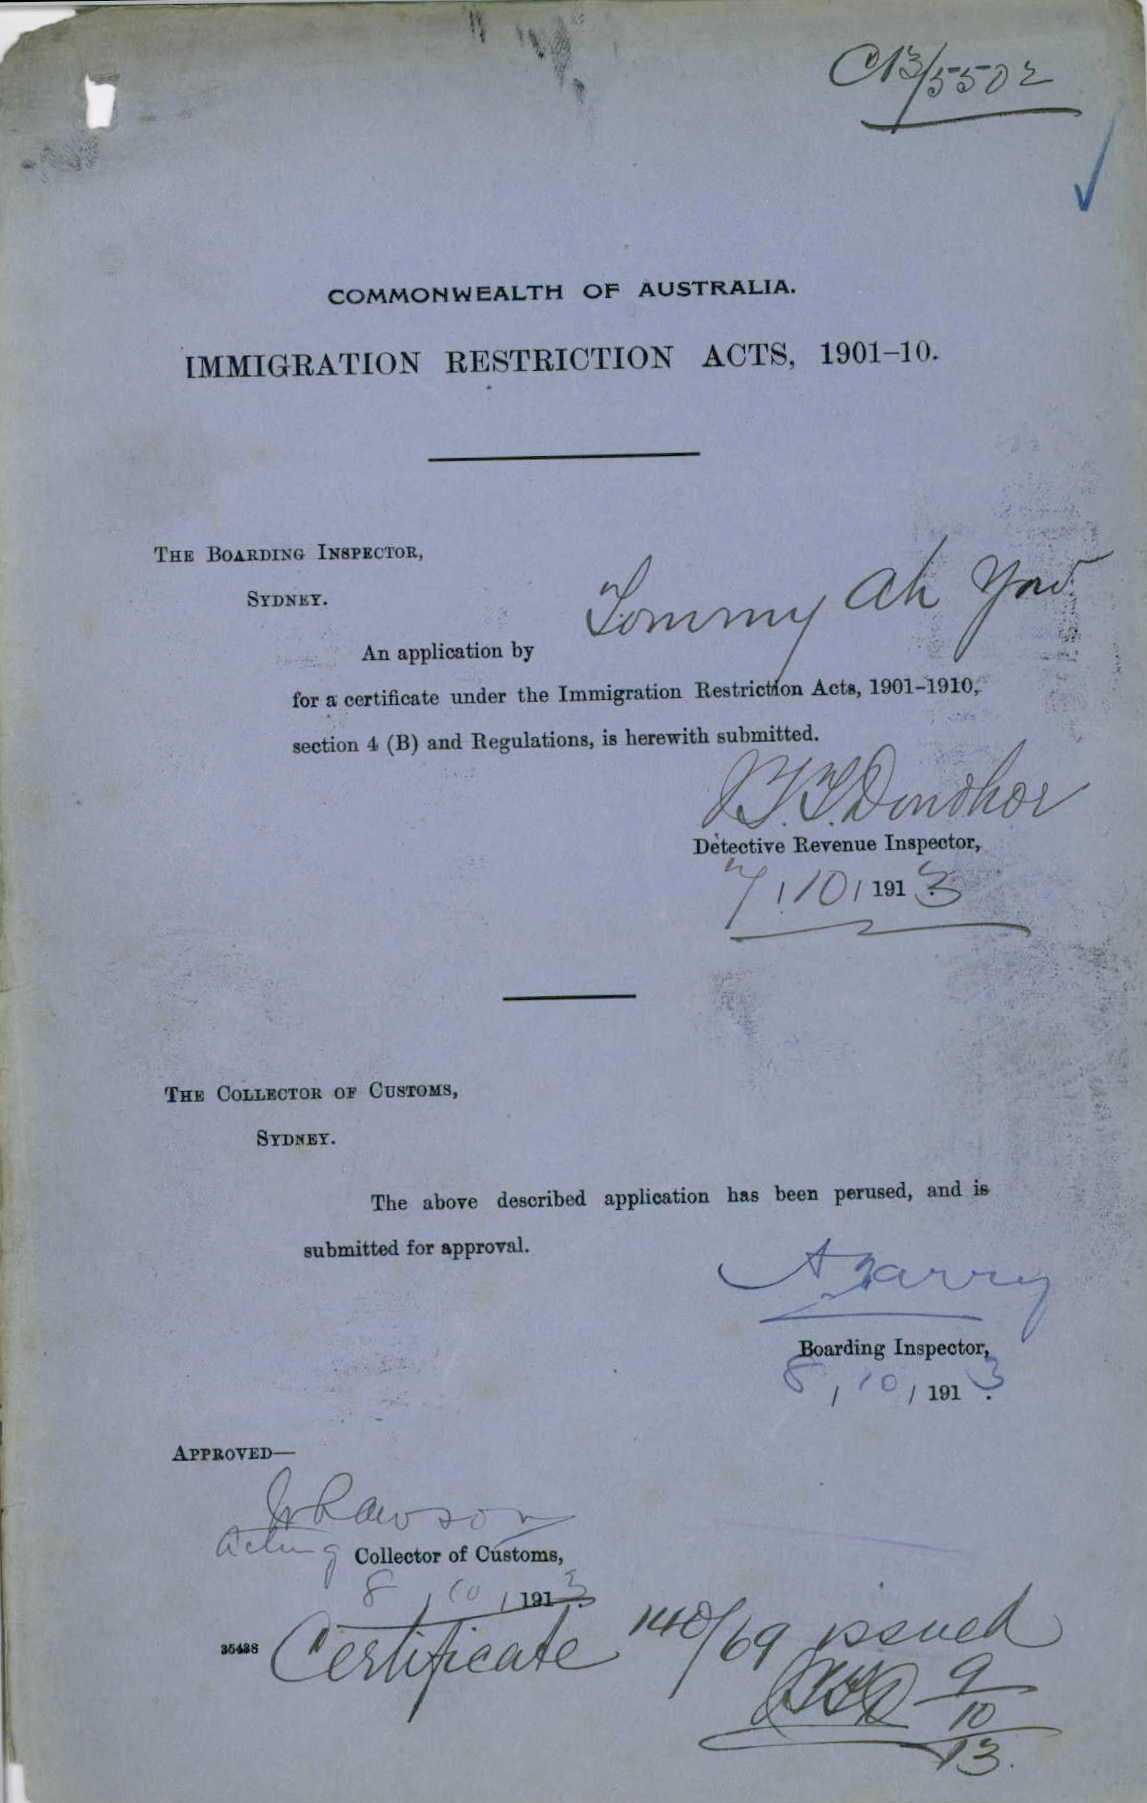 C13/5502
COMMONWEALTH OF AUSTRALIA.
IMMIGRATION RESTRICTION ACTS, 1901–10.
THE BOARDING INSPECTOR,
SYDNEY.
An application by Tommy Ah Yow
for a certificate under the Immigration Restriction Acts, 1901–1910,
section 4 (B) and Regulations, is herewith submitted.
Donohoe
Detective Revenue Inspector,
7/10/1913
THE COLLECTOR OF CUSTOMS,
SYDNEY.
The above described application has been perused, and is
submitted for approval.
Barry
Boarding Inspector,
8/10/1913
APPROVED—
Acting Collector of Customs,
8/10/1913
35438
Certificate 140/69 issued
9
10
13.